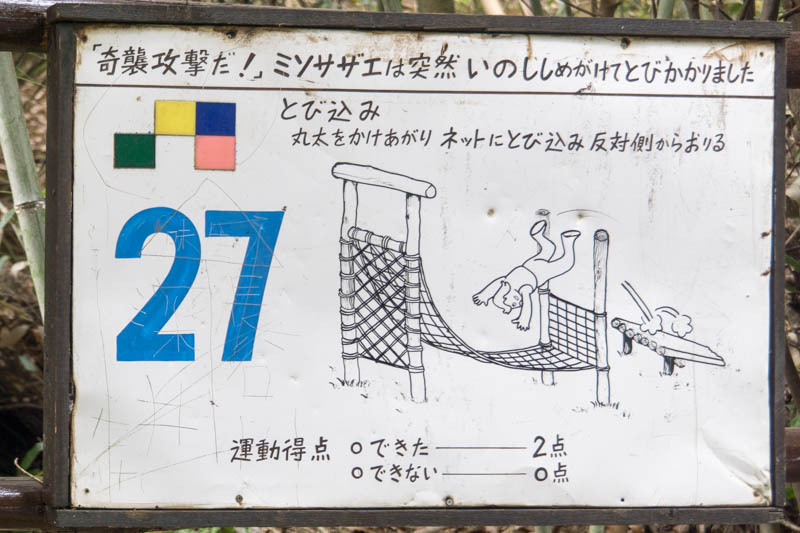 「奇襲攻撃だ!」ミソサザエは突然いのししめがけてとびかかりました
とび込み
丸太をかけあがり ネットにとび込み 反対側からおりる
27
運動得点 ○できた——2点
○できない——0点